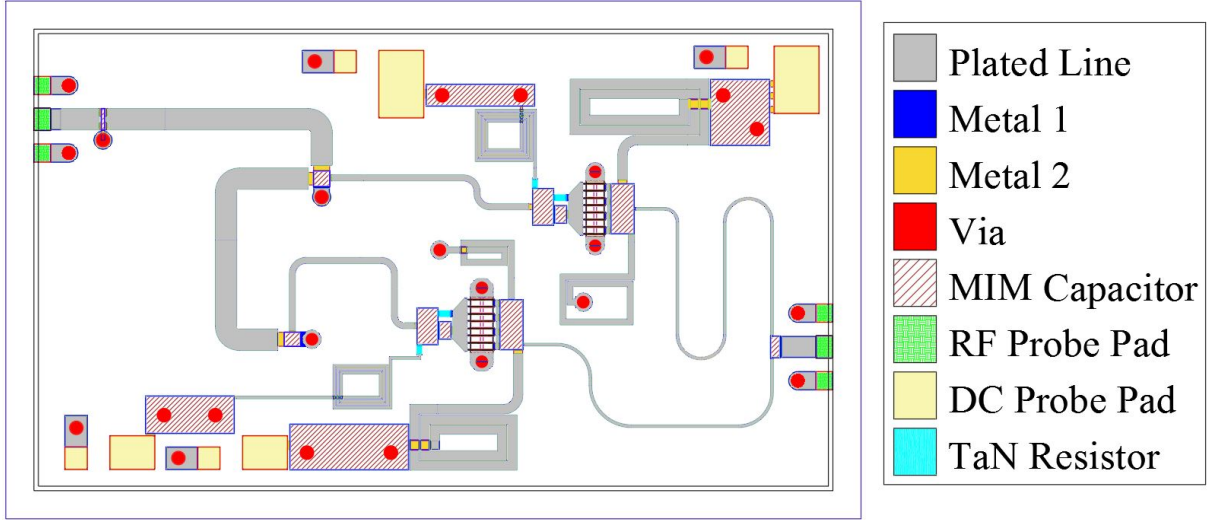 Plated Line
Metal 1
Metal 2
Via
MIM Capacitor
RF Probe Pad
DC Probe Pad
TaN Resistor